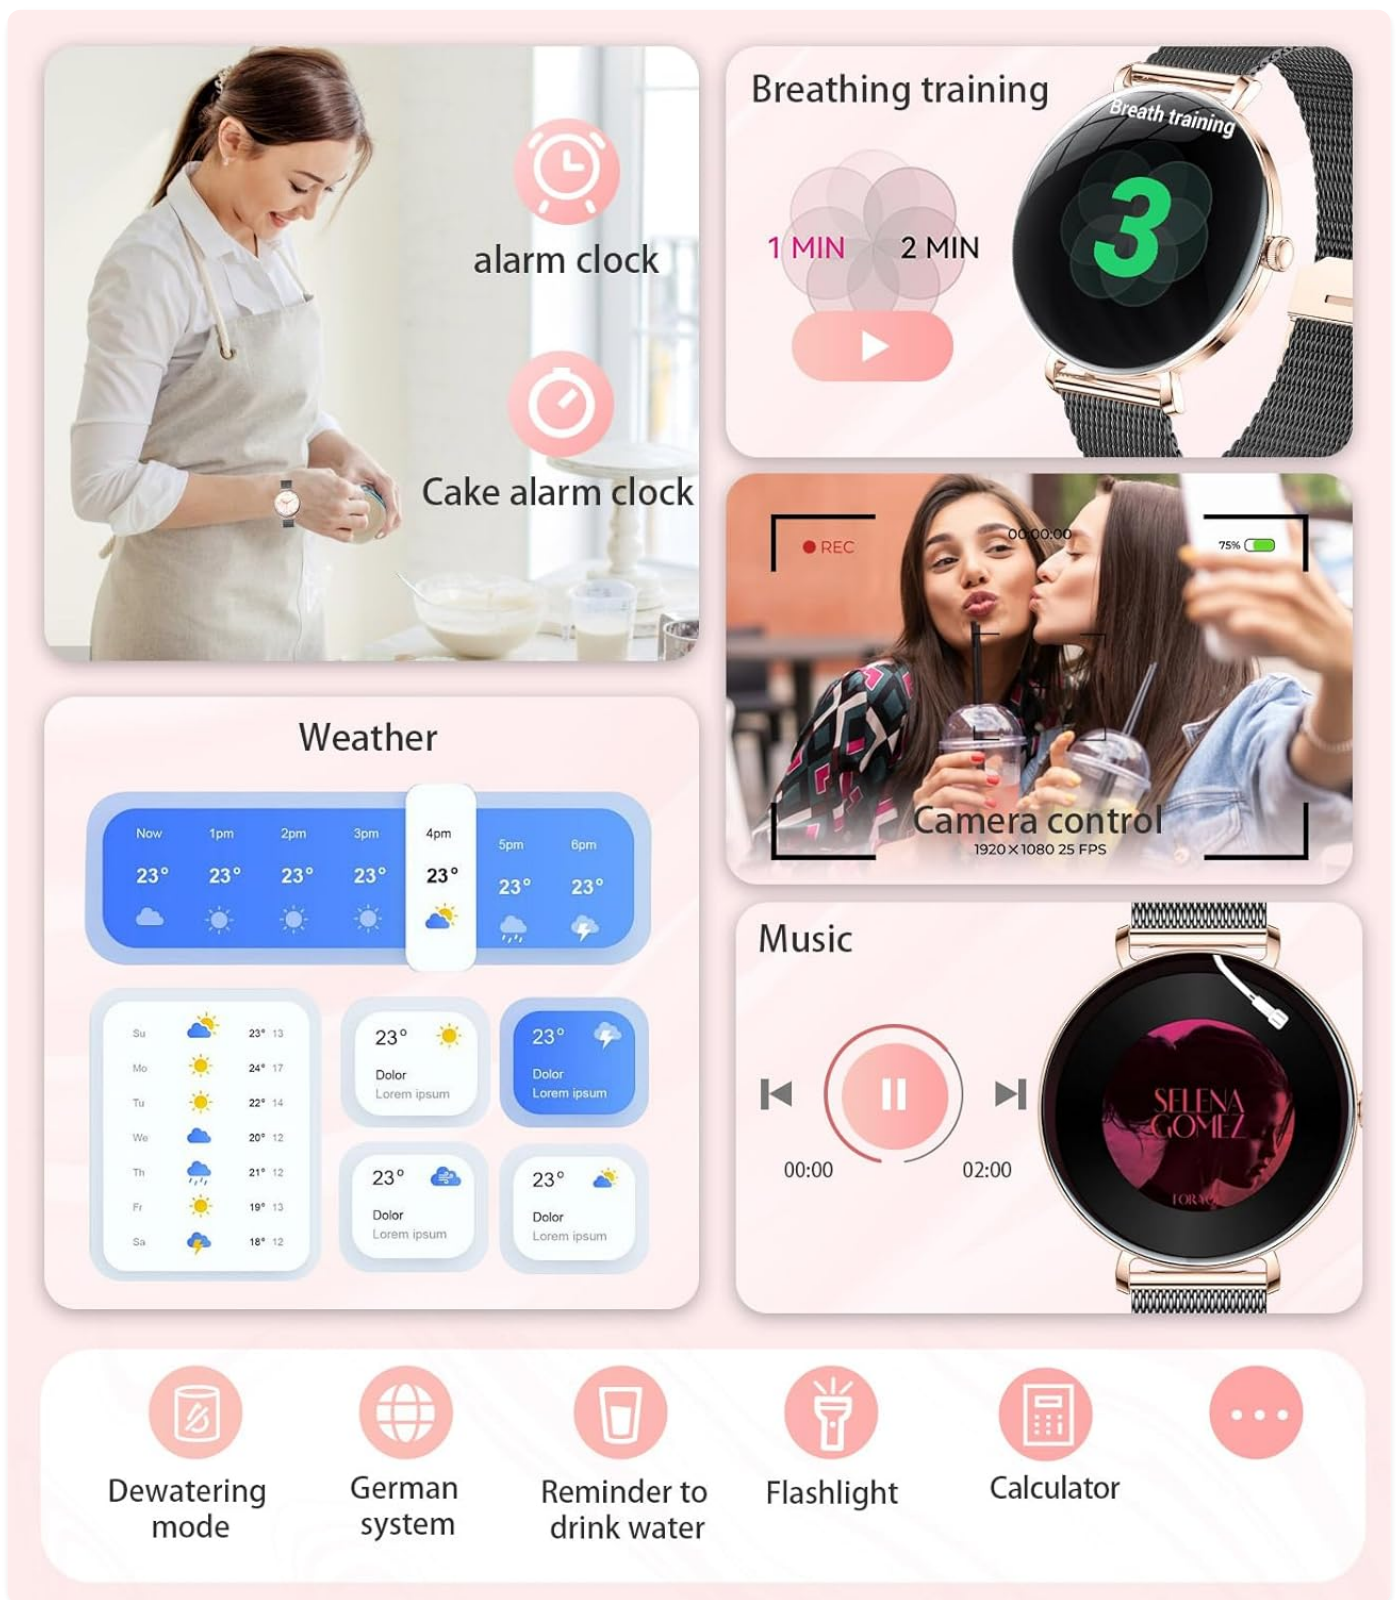 alarm clock
Cake alarm clock
Breathing training
Breath training
1 MIN
2 MIN
3
REC
00:00:00
75%
Camera control
1920×1080 25 FPS
Weather
Now 1pm 2pm 3pm 4pm 5pm 6pm
23° 23° 23° 23° 23° 23° 23°
Su 23° 13
Mo 24° 17
Tu 22° 14
We 20° 12
Th 21° 12
Fr 19° 13
Sa 18° 12
23°
Dolor
Lorem ipsum
23°
Dolor
Lorem ipsum
23°
Dolor
Lorem ipsum
23°
Dolor
Lorem ipsum
Music
00:00
02:00
SELENA
GOMEZ
FOR YOU
Dewatering
mode
German
system
Reminder to
drink water
Flashlight
Calculator